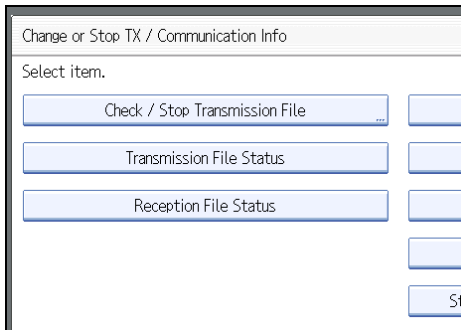 Change or Stop TX / Communication Info
Select item.
Check / Stop Transmission File
Transmission File Status
Reception File Status